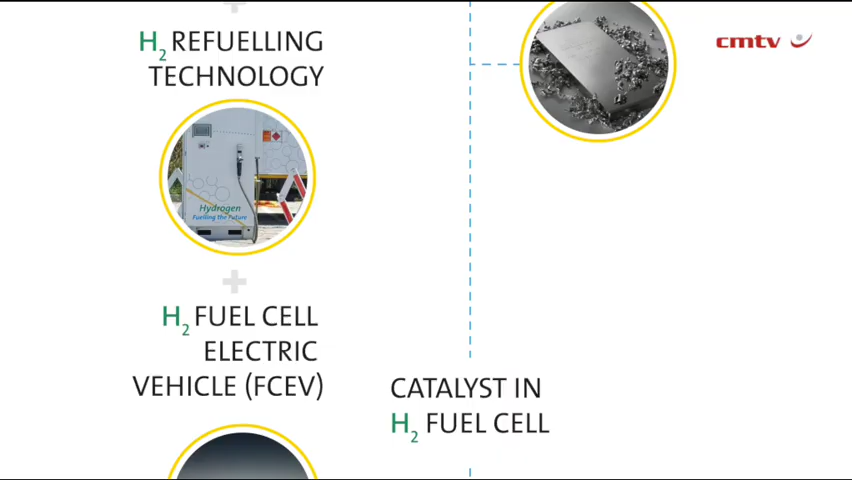 cmtv
H2 REFUELLING
TECHNOLOGY
Hydrogen
Fuelling the Future
H2 FUEL CELL
ELECTRIC
VEHICLE (FCEV)
CATALYST IN
H2 FUEL CELL